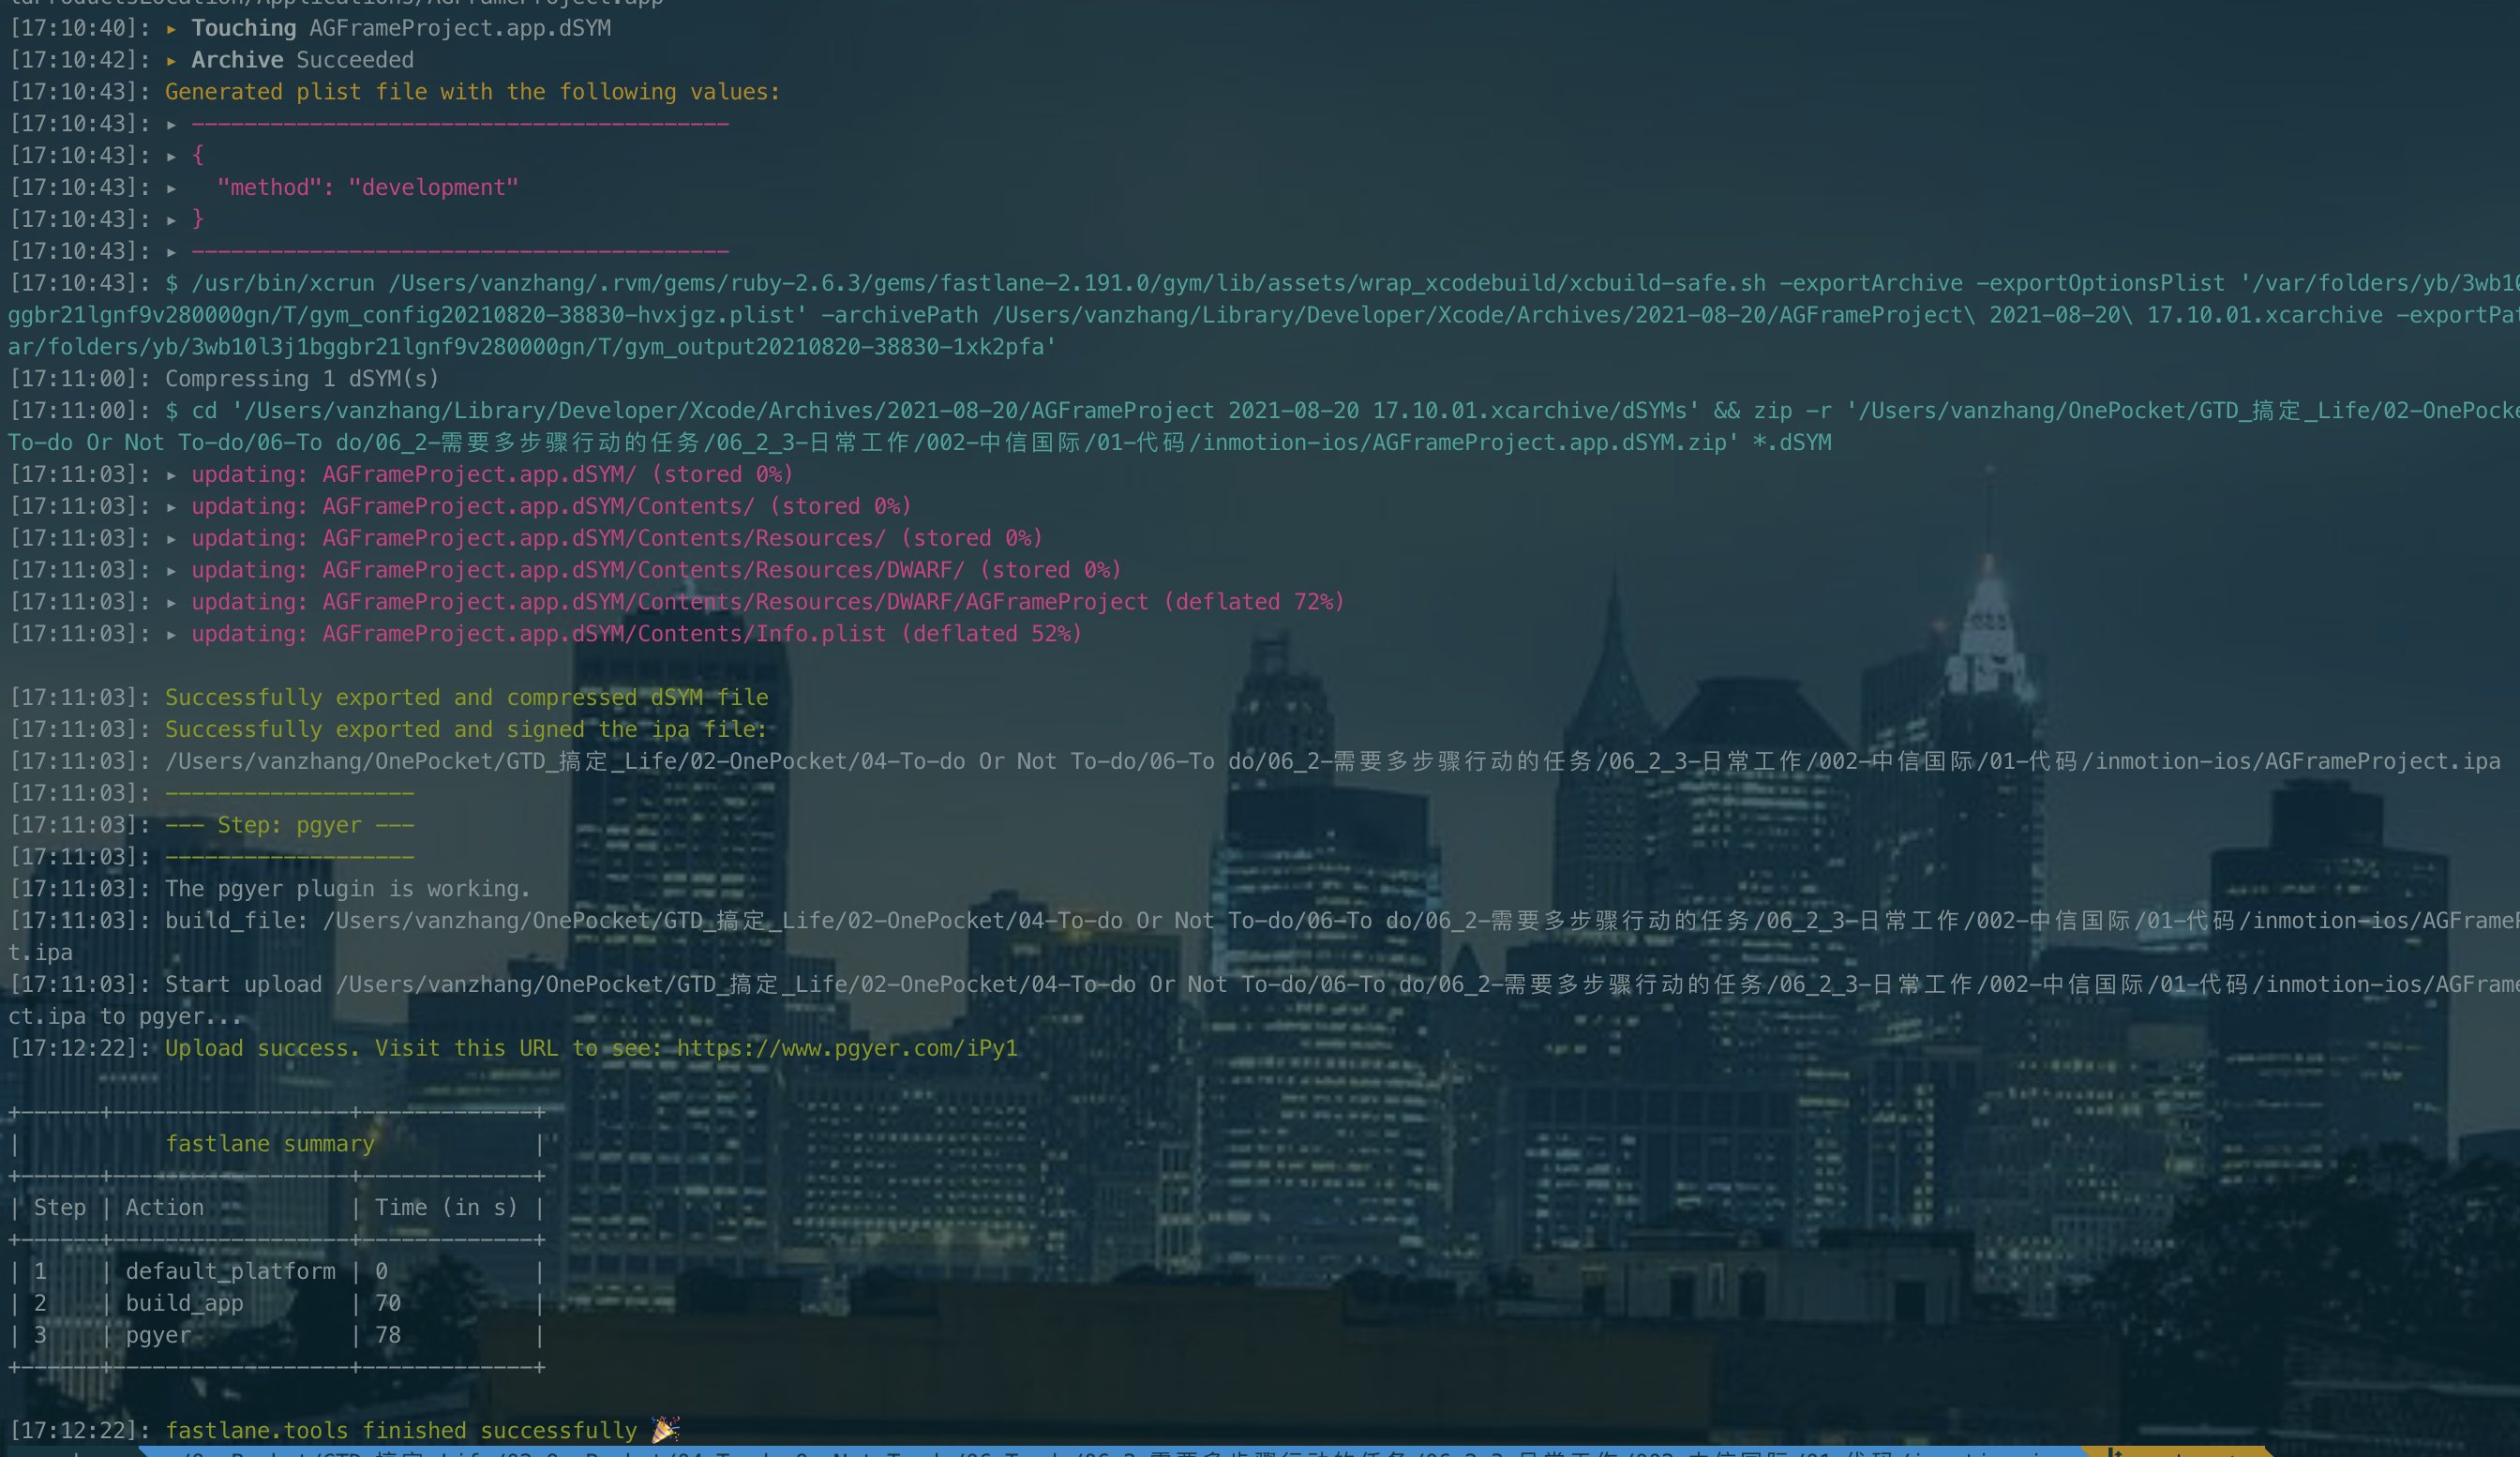 ldProductsLocation/Applications/AGFrameProject.app
[17:10:40]: ▸ Touching AGFrameProject.app.dSYM
[17:10:42]: ▸ Archive Succeeded
[17:10:43]: Generated plist file with the following values:
[17:10:43]: ▸ -----------------------------------------
[17:10:43]: ▸ {
[17:10:43]: ▸   "method": "development"
[17:10:43]: ▸ }
[17:10:43]: ▸ -----------------------------------------
[17:10:43]: $ /usr/bin/xcrun /Users/vanzhang/.rvm/gems/ruby-2.6.3/gems/fastlane-2.191.0/gym/lib/assets/wrap_xcodebuild/xcbuild-safe.sh -exportArchive -exportOptionsPlist '/var/folders/yb/3wb10
ggbr21lgnf9v280000gn/T/gym_config20210820-38830-hvxjgz.plist' -archivePath /Users/vanzhang/Library/Developer/Xcode/Archives/2021-08-20/AGFrameProject\ 2021-08-20\ 17.10.01.xcarchive -exportPat
ar/folders/yb/3wb10l3j1bggbr21lgnf9v280000gn/T/gym_output20210820-38830-1xk2pfa'
[17:11:00]: Compressing 1 dSYM(s)
[17:11:00]: $ cd '/Users/vanzhang/Library/Developer/Xcode/Archives/2021-08-20/AGFrameProject 2021-08-20 17.10.01.xcarchive/dSYMs' && zip -r '/Users/vanzhang/OnePocket/GTD_搞定_Life/02-OnePocke
To-do Or Not To-do/06-To do/06_2-需要多步骤行动的任务/06_2_3-日常工作/002-中信国际/01-代码/inmotion-ios/AGFrameProject.app.dSYM.zip' *.dSYM
[17:11:03]: ▸ updating: AGFrameProject.app.dSYM/ (stored 0%)
[17:11:03]: ▸ updating: AGFrameProject.app.dSYM/Contents/ (stored 0%)
[17:11:03]: ▸ updating: AGFrameProject.app.dSYM/Contents/Resources/ (stored 0%)
[17:11:03]: ▸ updating: AGFrameProject.app.dSYM/Contents/Resources/DWARF/ (stored 0%)
[17:11:03]: ▸ updating: AGFrameProject.app.dSYM/Contents/Resources/DWARF/AGFrameProject (deflated 72%)
[17:11:03]: ▸ updating: AGFrameProject.app.dSYM/Contents/Info.plist (deflated 52%)
[17:11:03]: Successfully exported and compressed dSYM file
[17:11:03]: Successfully exported and signed the ipa file:
[17:11:03]: /Users/vanzhang/OnePocket/GTD_搞定_Life/02-OnePocket/04-To-do Or Not To-do/06-To do/06_2-需要多步骤行动的任务/06_2_3-日常工作/002-中信国际/01-代码/inmotion-ios/AGFrameProject.ipa
[17:11:03]: -------------------
[17:11:03]: --- Step: pgyer ---
[17:11:03]: -------------------
[17:11:03]: The pgyer plugin is working.
[17:11:03]: build_file: /Users/vanzhang/OnePocket/GTD_搞定_Life/02-OnePocket/04-To-do Or Not To-do/06-To do/06_2-需要多步骤行动的任务/06_2_3-日常工作/002-中信国际/01-代码/inmotion-ios/AGFrameP
t.ipa
[17:11:03]: Start upload /Users/vanzhang/OnePocket/GTD_搞定_Life/02-OnePocket/04-To-do Or Not To-do/06-To do/06_2-需要多步骤行动的任务/06_2_3-日常工作/002-中信国际/01-代码/inmotion-ios/AGFrame
ct.ipa to pgyer...
[17:12:22]: Upload success. Visit this URL to see: https://www.pgyer.com/iPy1
+------+------------------+-------------+
|           fastlane summary            |
+------+------------------+-------------+
| Step | Action           | Time (in s) |
+------+------------------+-------------+
| 1    | default_platform | 0           |
| 2    | build_app        | 70          |
| 3    | pgyer            | 78          |
+------+------------------+-------------+
[17:12:22]: fastlane.tools finished successfully 🎉